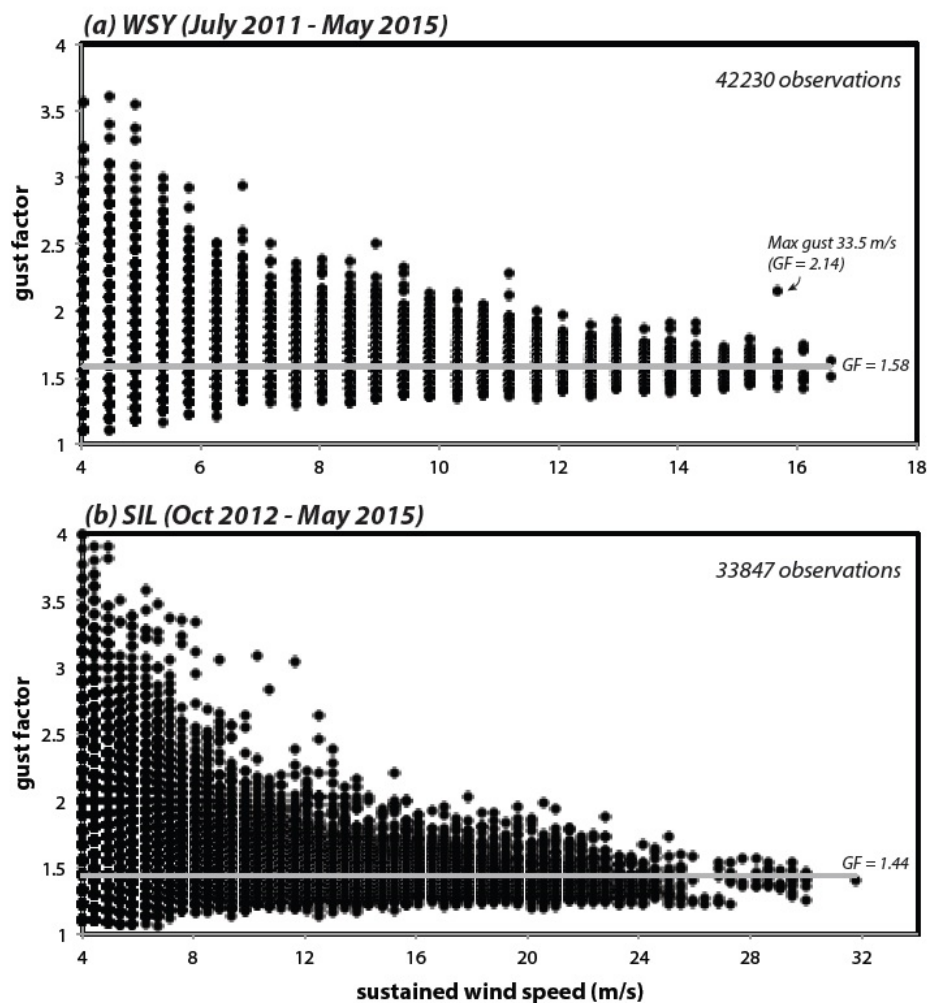 (a) WSY (July 2011 - May 2015)
4
42230 observations
3.5
3
gust factor
2.5
Max gust 33.5 m/s
(GF = 2.14)
2
1.5
GF = 1.58
1
4 6 8 10 12 14 16 18
(b) SIL (Oct 2012 - May 2015)
4
33847 observations
3.5
3
gust factor
2.5
2
1.5
GF = 1.44
1
4 8 12 16 20 24 28 32
sustained wind speed (m/s)